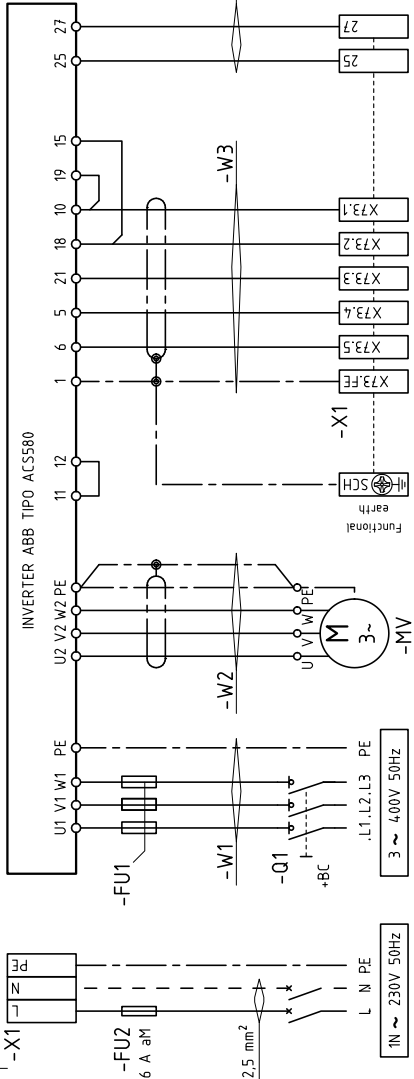 27
25
15
19
10
18
21
5
6
1
12
11
INVERTER ABB TIPO ACS580
U2 V2 W2 PE
U1 V1 W1 PE
-W3
27
25
X73.1
X73.2
X73.3
X73.4
X73.5
X73.FE
-X1
SCH
Functional
earth
-W2
U V W PE
M
3~
-MV
-FU1
-W1
-Q1
+BC
.L1.L2.L3 PE
3 ~ 400V 50Hz
-X1
L N PE
-FU2
6 A aM
2,5 mm²
L N PE
1N ~ 230V 50Hz